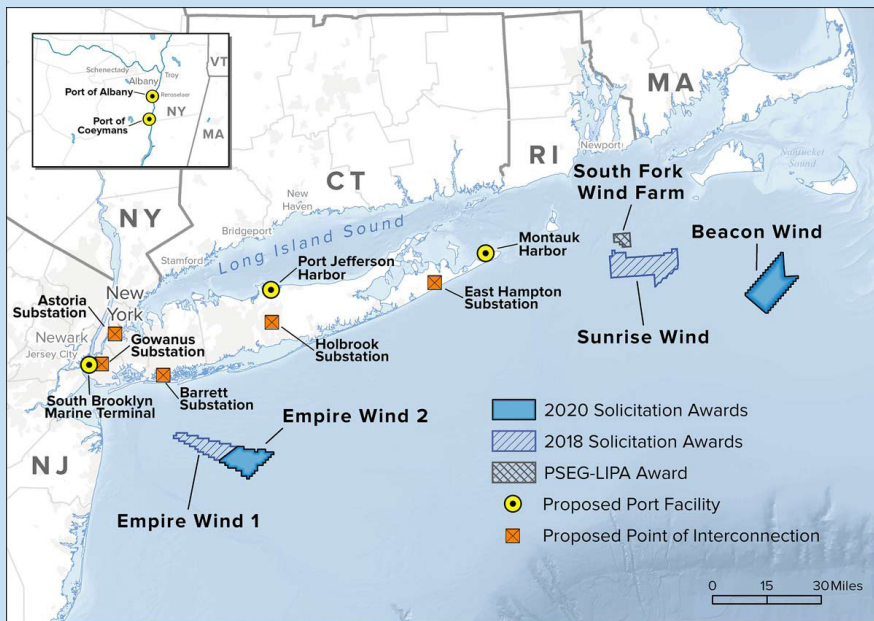 VT
Schenectady
Troy
Albany
Port of Albany
Rensselaer
NY
Port of
Coeymans
MA
MA
CT
RI
Newport
Nantucket
Sound
South Fork
Wind Farm
NY
New
Haven
Bridgeport
Long Island Sound
Stamford
Beacon Wind
Montauk
Harbor
Port Jefferson
Harbor
East Hampton
Substation
Astoria
Substation
New
York
Newark
Jersey City
Gowanus
Substation
Holbrook
Substation
Sunrise Wind
South Brooklyn
Marine Terminal
Barrett
Substation
Empire Wind 2
NJ
Empire Wind 1
2020 Solicitation Awards
2018 Solicitation Awards
PSEG-LIPA Award
Proposed Port Facility
Proposed Point of Interconnection
0 15 30 Miles